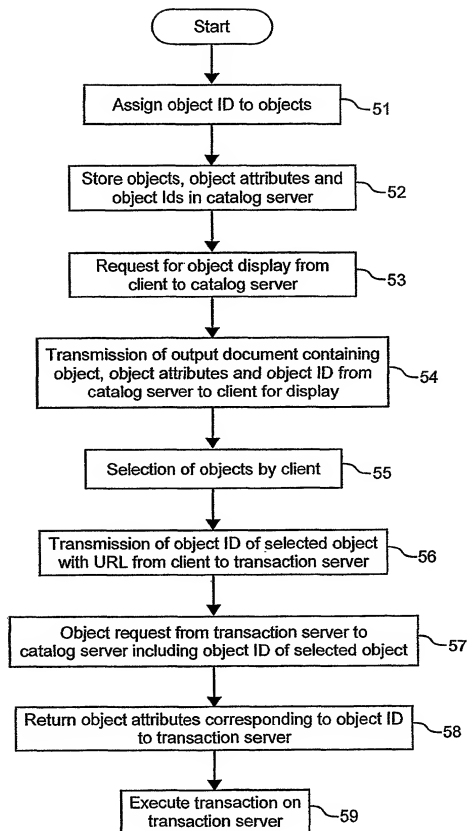 Start
Assign object ID to objects
51
Store objects, object attributes and
object Ids in catalog server
52
Request for object display from
client to catalog server
53
Transmission of output document containing
object, object attributes and object ID from
catalog server to client for display
54
Selection of objects by client
55
Transmission of object ID of selected object
with URL from client to transaction server
56
Object request from transaction server to
catalog server including object ID of selected object
57
Return object attributes corresponding to object ID
to transaction server
58
Execute transaction on
transaction server
59